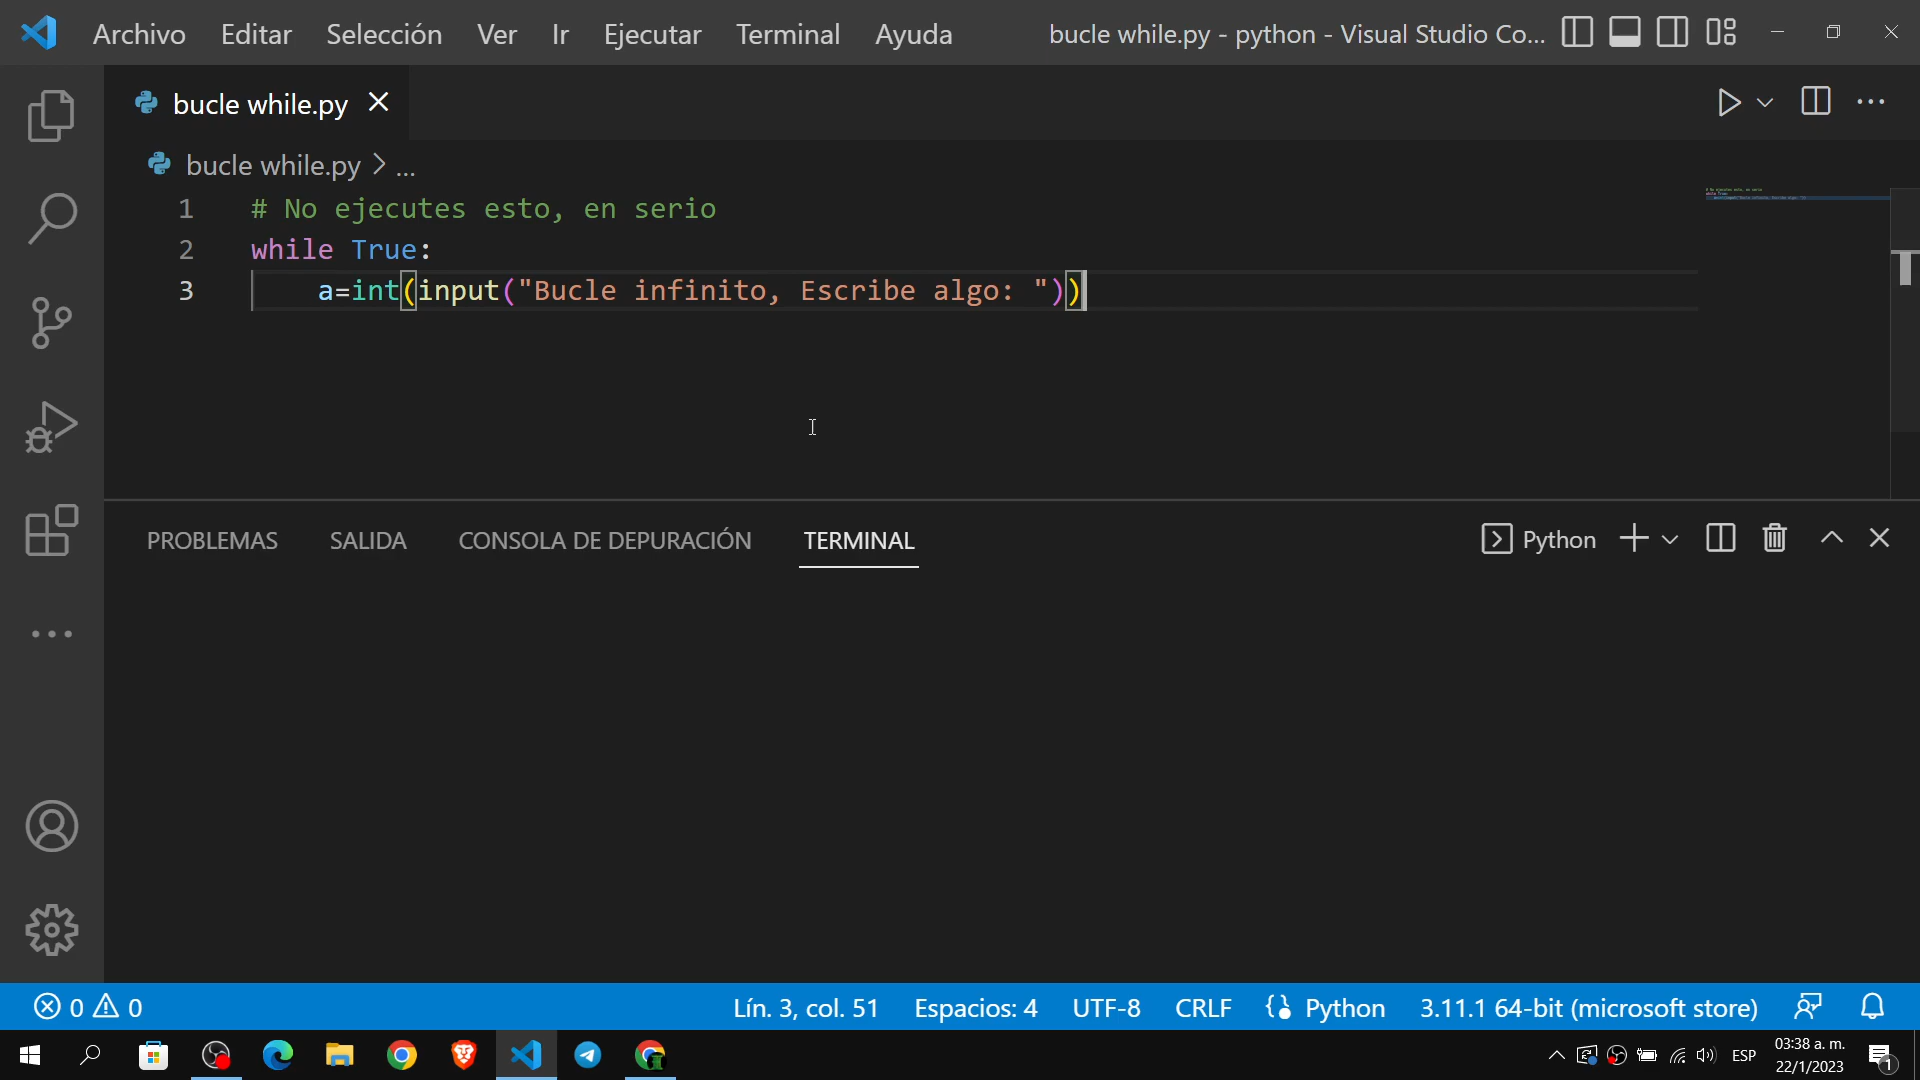 Archivo Editar Selección Ver Ir Ejecutar Terminal Ayuda bucle while.py - python - Visual Studio Co...
bucle while.py
bucle while.py > ...
1 # No ejecutes esto, en serio
2 while True:
3 a=int(input("Bucle infinito, Escribe algo: "))
PROBLEMAS SALIDA CONSOLA DE DEPURACIÓN TERMINAL Python
0 0 Lín. 3, col. 51 Espacios: 4 UTF-8 CRLF Python 3.11.1 64-bit (microsoft store)
ESP 03:38 a. m.
22/1/2023 1